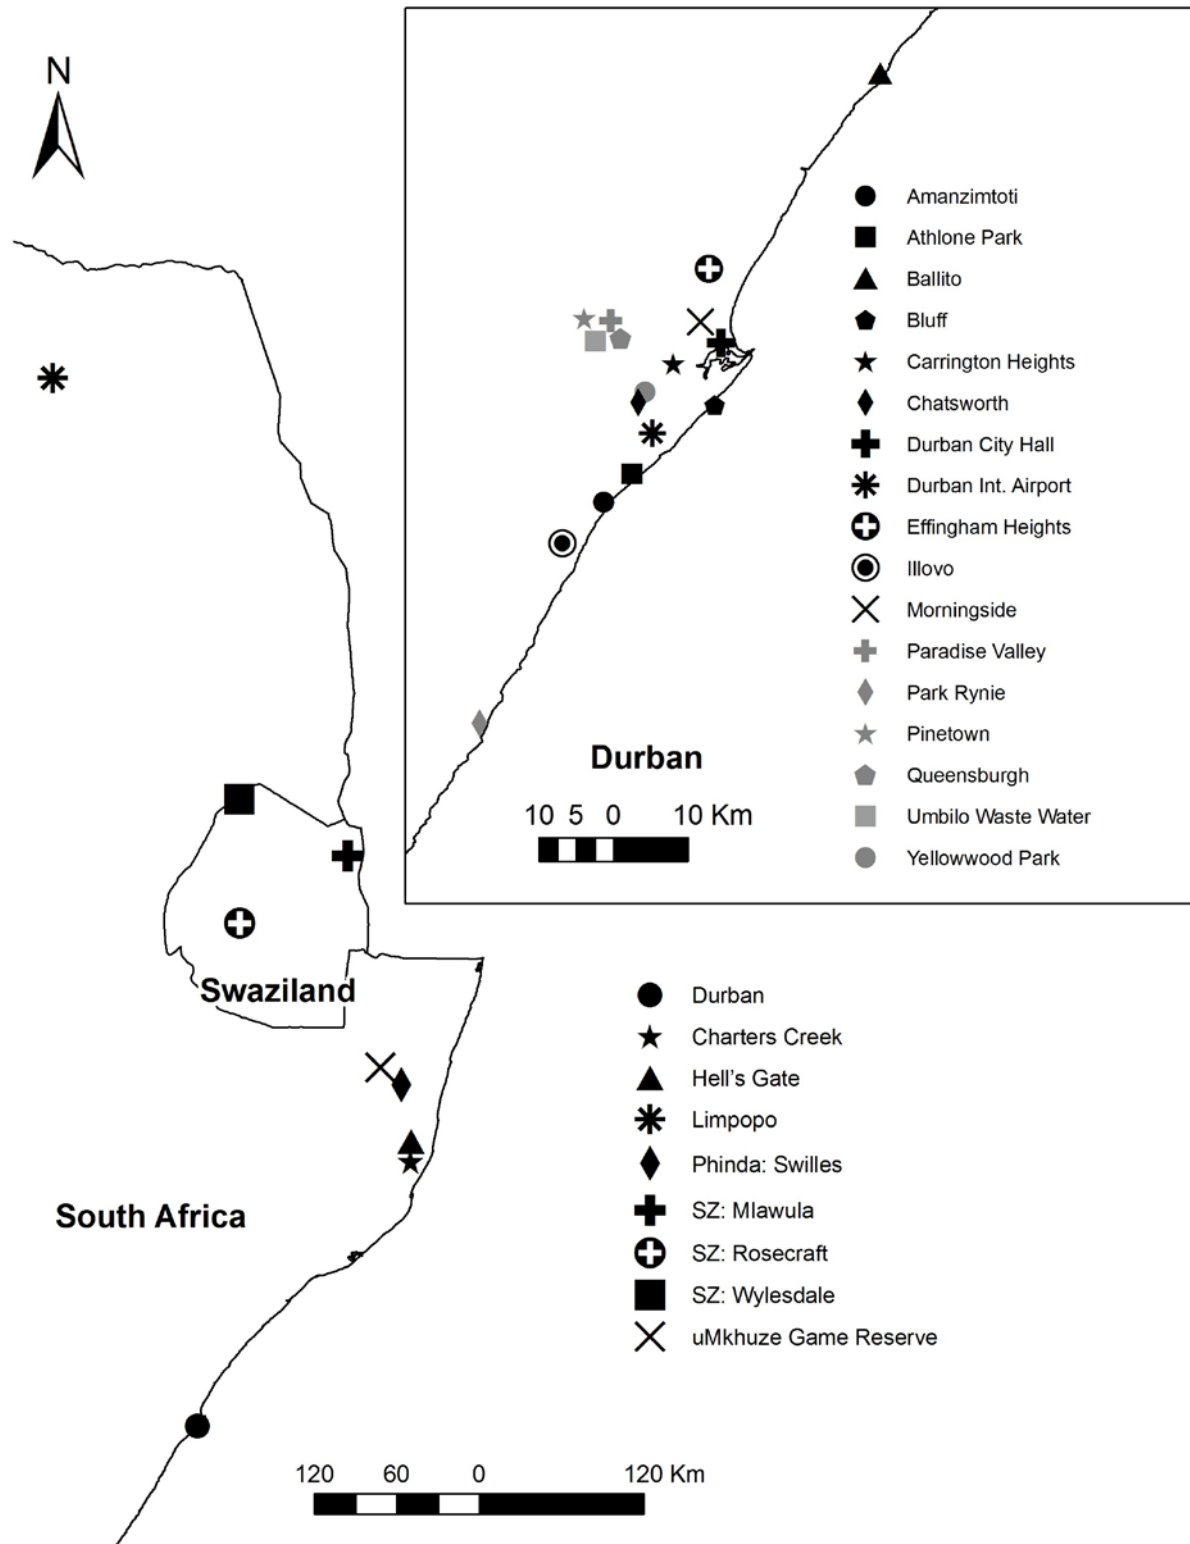 N
Amanzimtoti
Athlone Park
Ballito
Bluff
Carrington Heights
Chatsworth
Durban City Hall
Durban Int. Airport
Effingham Heights
Illovo
Morningside
Paradise Valley
Park Rynie
Pinetown
Queensburgh
Umbilo Waste Water
Yellowwood Park
Durban
10 5 0 10 Km
Swaziland
South Africa
Durban
Charters Creek
Hell's Gate
Limpopo
Phinda: Swilles
SZ: Mlawula
SZ: Rosecraft
SZ: Wylesdale
uMkhuze Game Reserve
120 60 0 120 Km